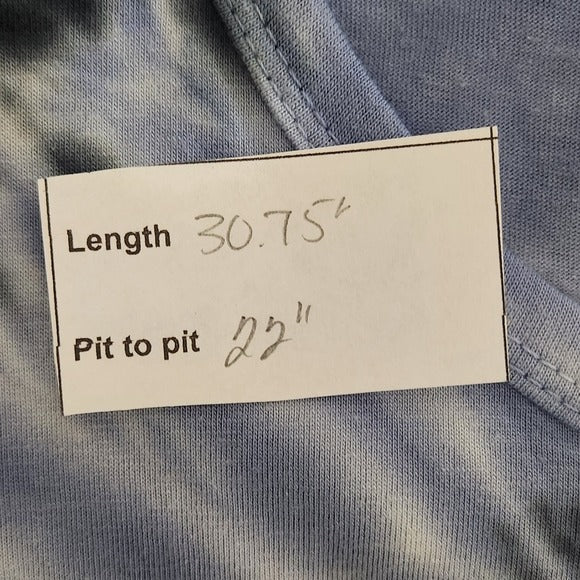 Length 30.75"
Pit to pit 22"